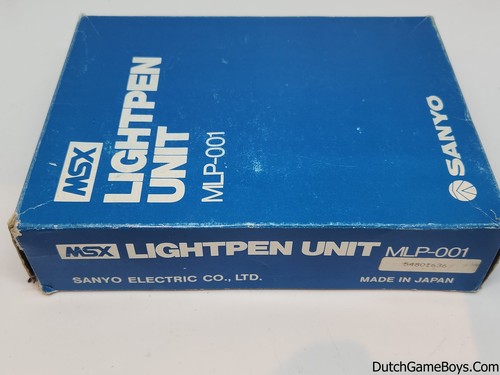 MSX
LIGHTPEN
UNIT
MLP-001
SANYO
MSX LIGHTPEN UNIT MLP-001
SANYO ELECTRIC CO., LTD.
MADE IN JAPAN
DutchGameBoys.Com